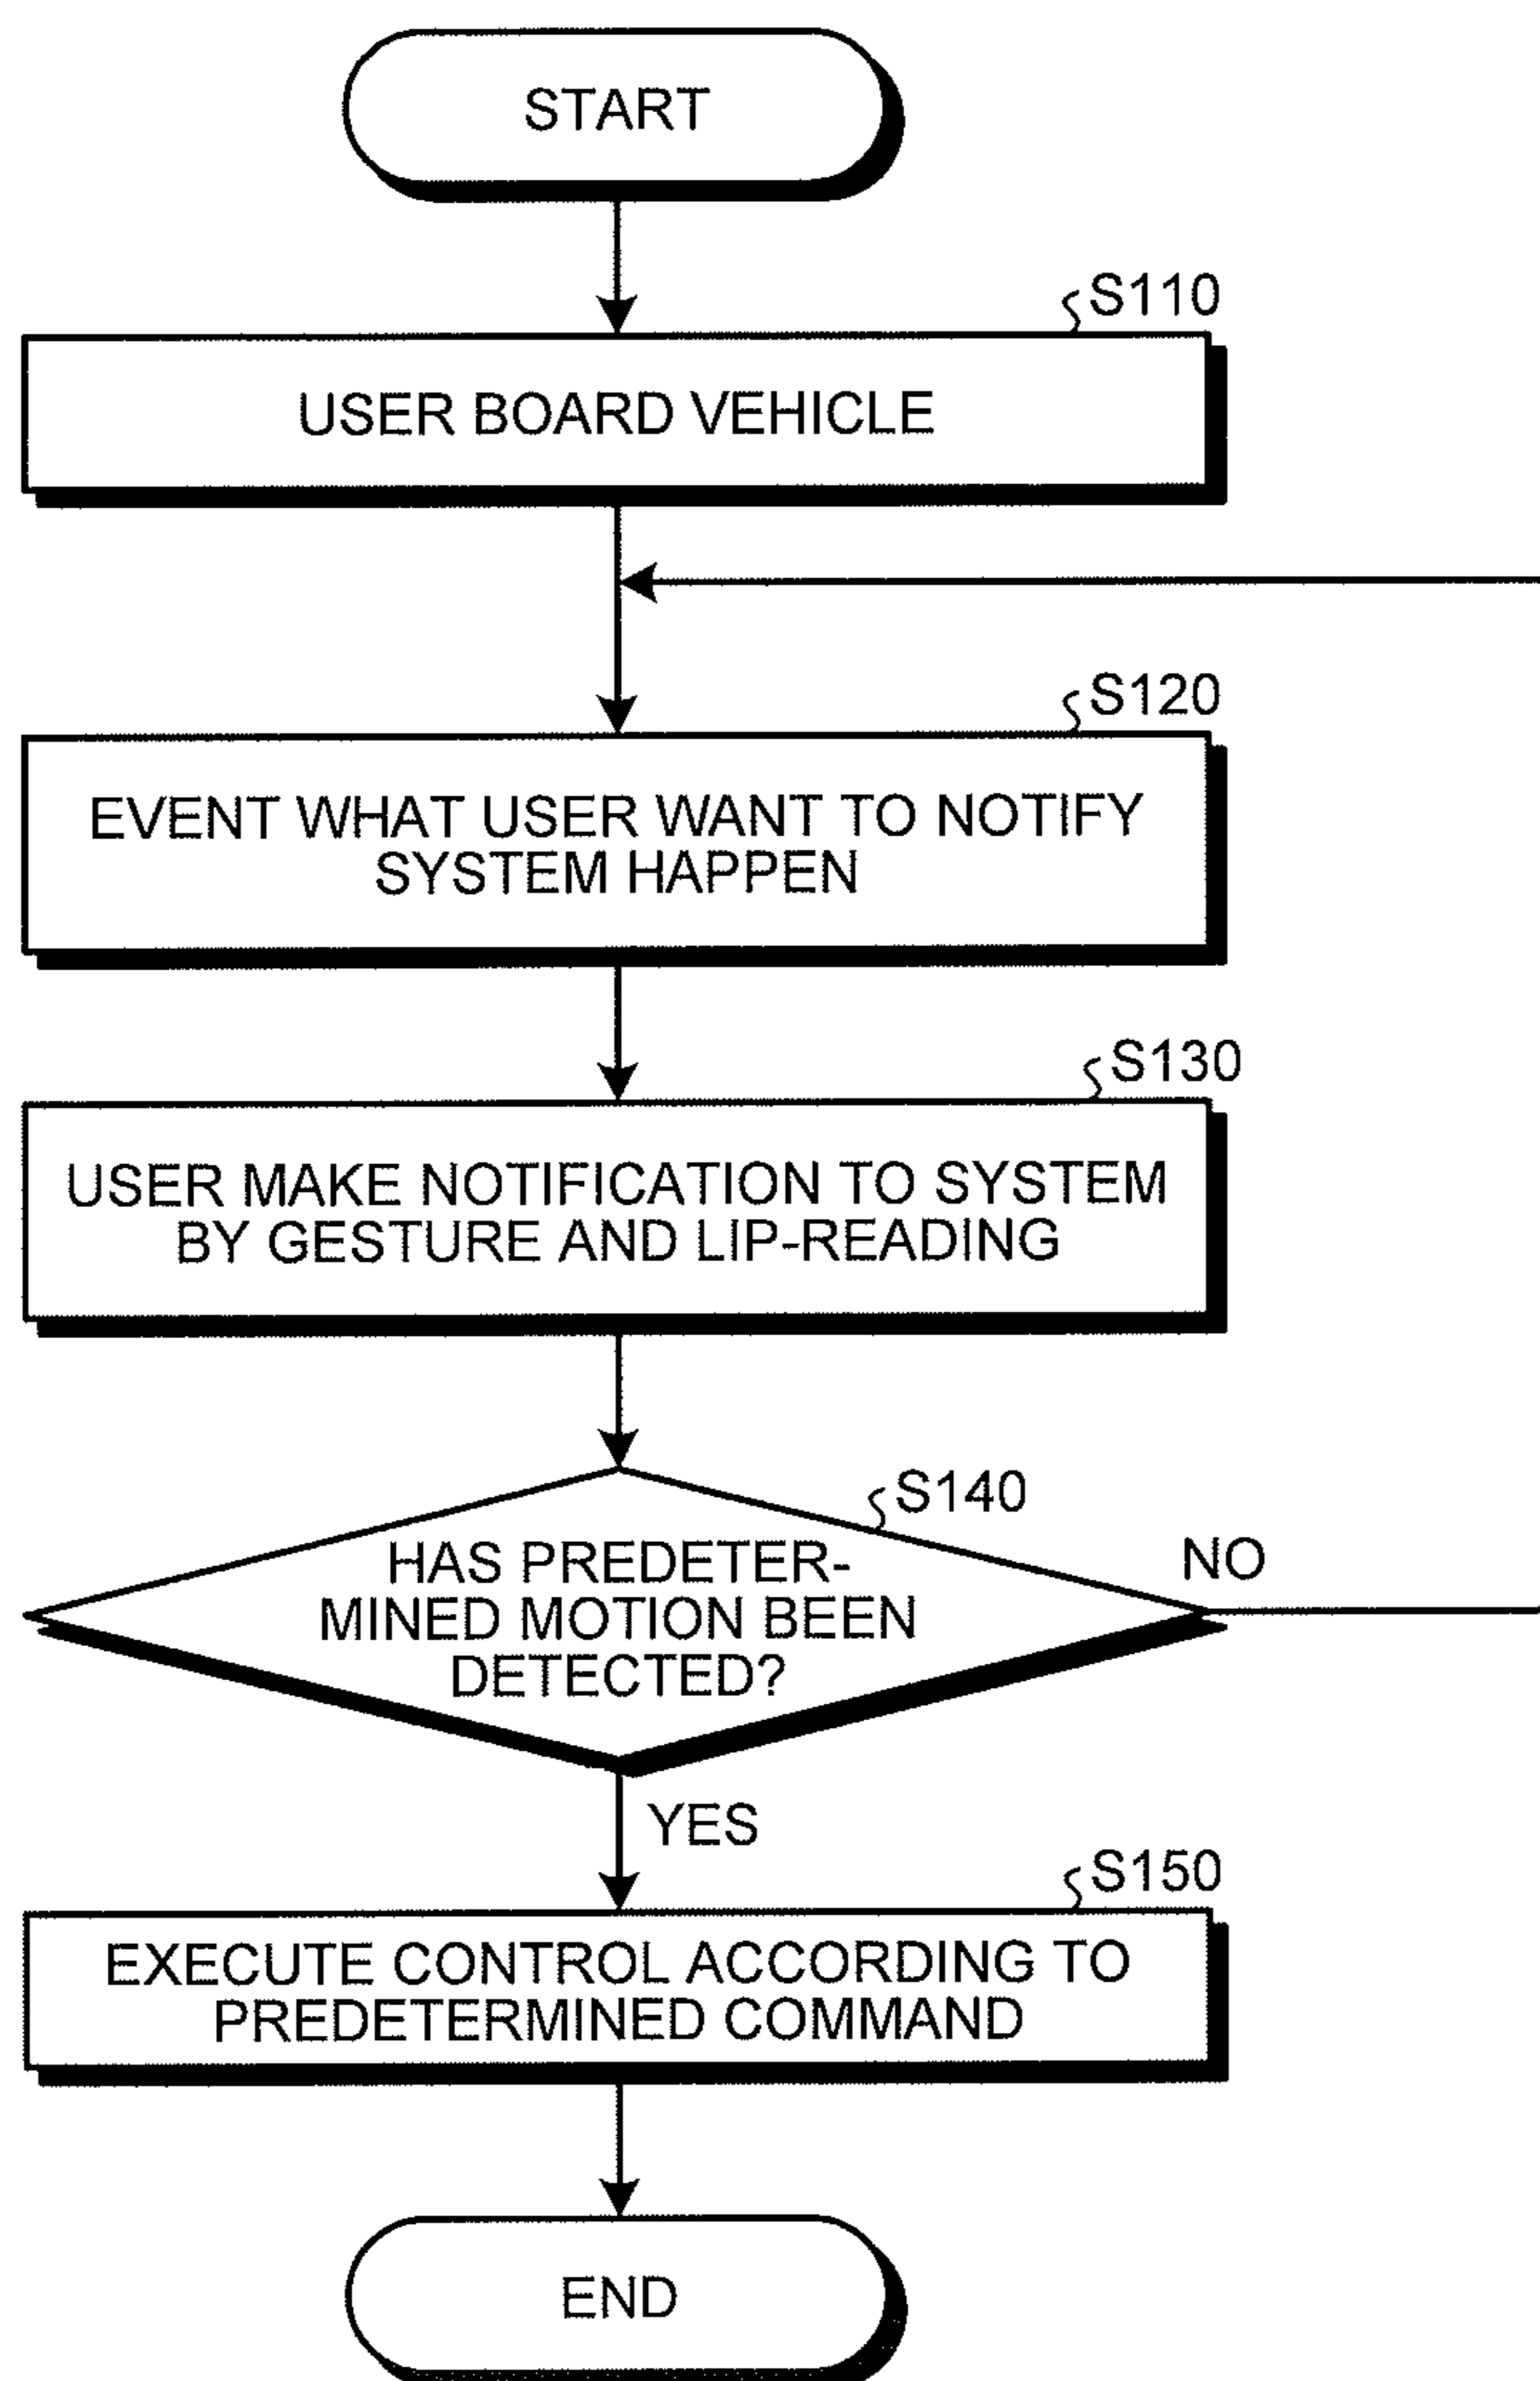 START
S110
USER BOARD VEHICLE
S120
EVENT WHAT USER WANT TO NOTIFY
SYSTEM HAPPEN
S130
USER MAKE NOTIFICATION TO SYSTEM
BY GESTURE AND LIP-READING
S140
HAS PREDETER-
MINED MOTION BEEN
DETECTED?
NO
YES
S150
EXECUTE CONTROL ACCORDING TO
PREDETERMINED COMMAND
END